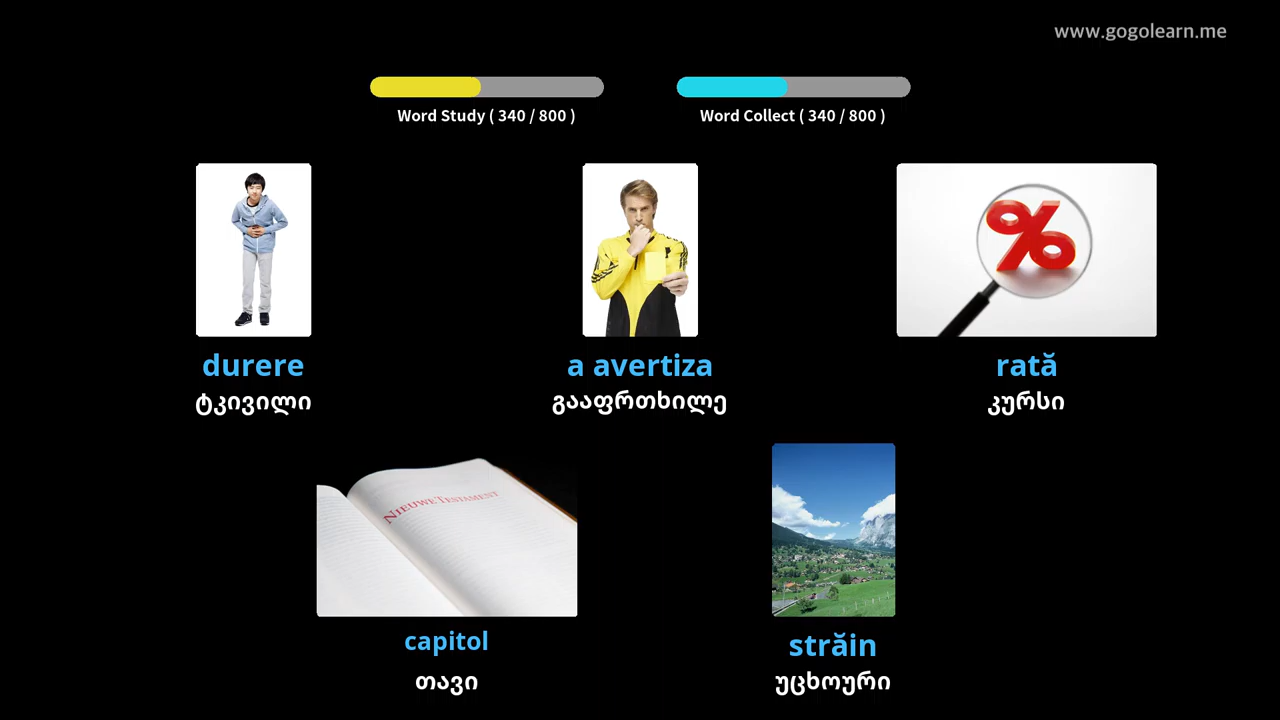 www.gogolearn.me
Word Study ( 340 / 800 )
Word Collect ( 340 / 800 )
durere
ტკივილი
a avertiza
გააფრთხილე
rată
კურსი
NIEUWE TESTAMENT
capitol
თავი
străin
უცხოური